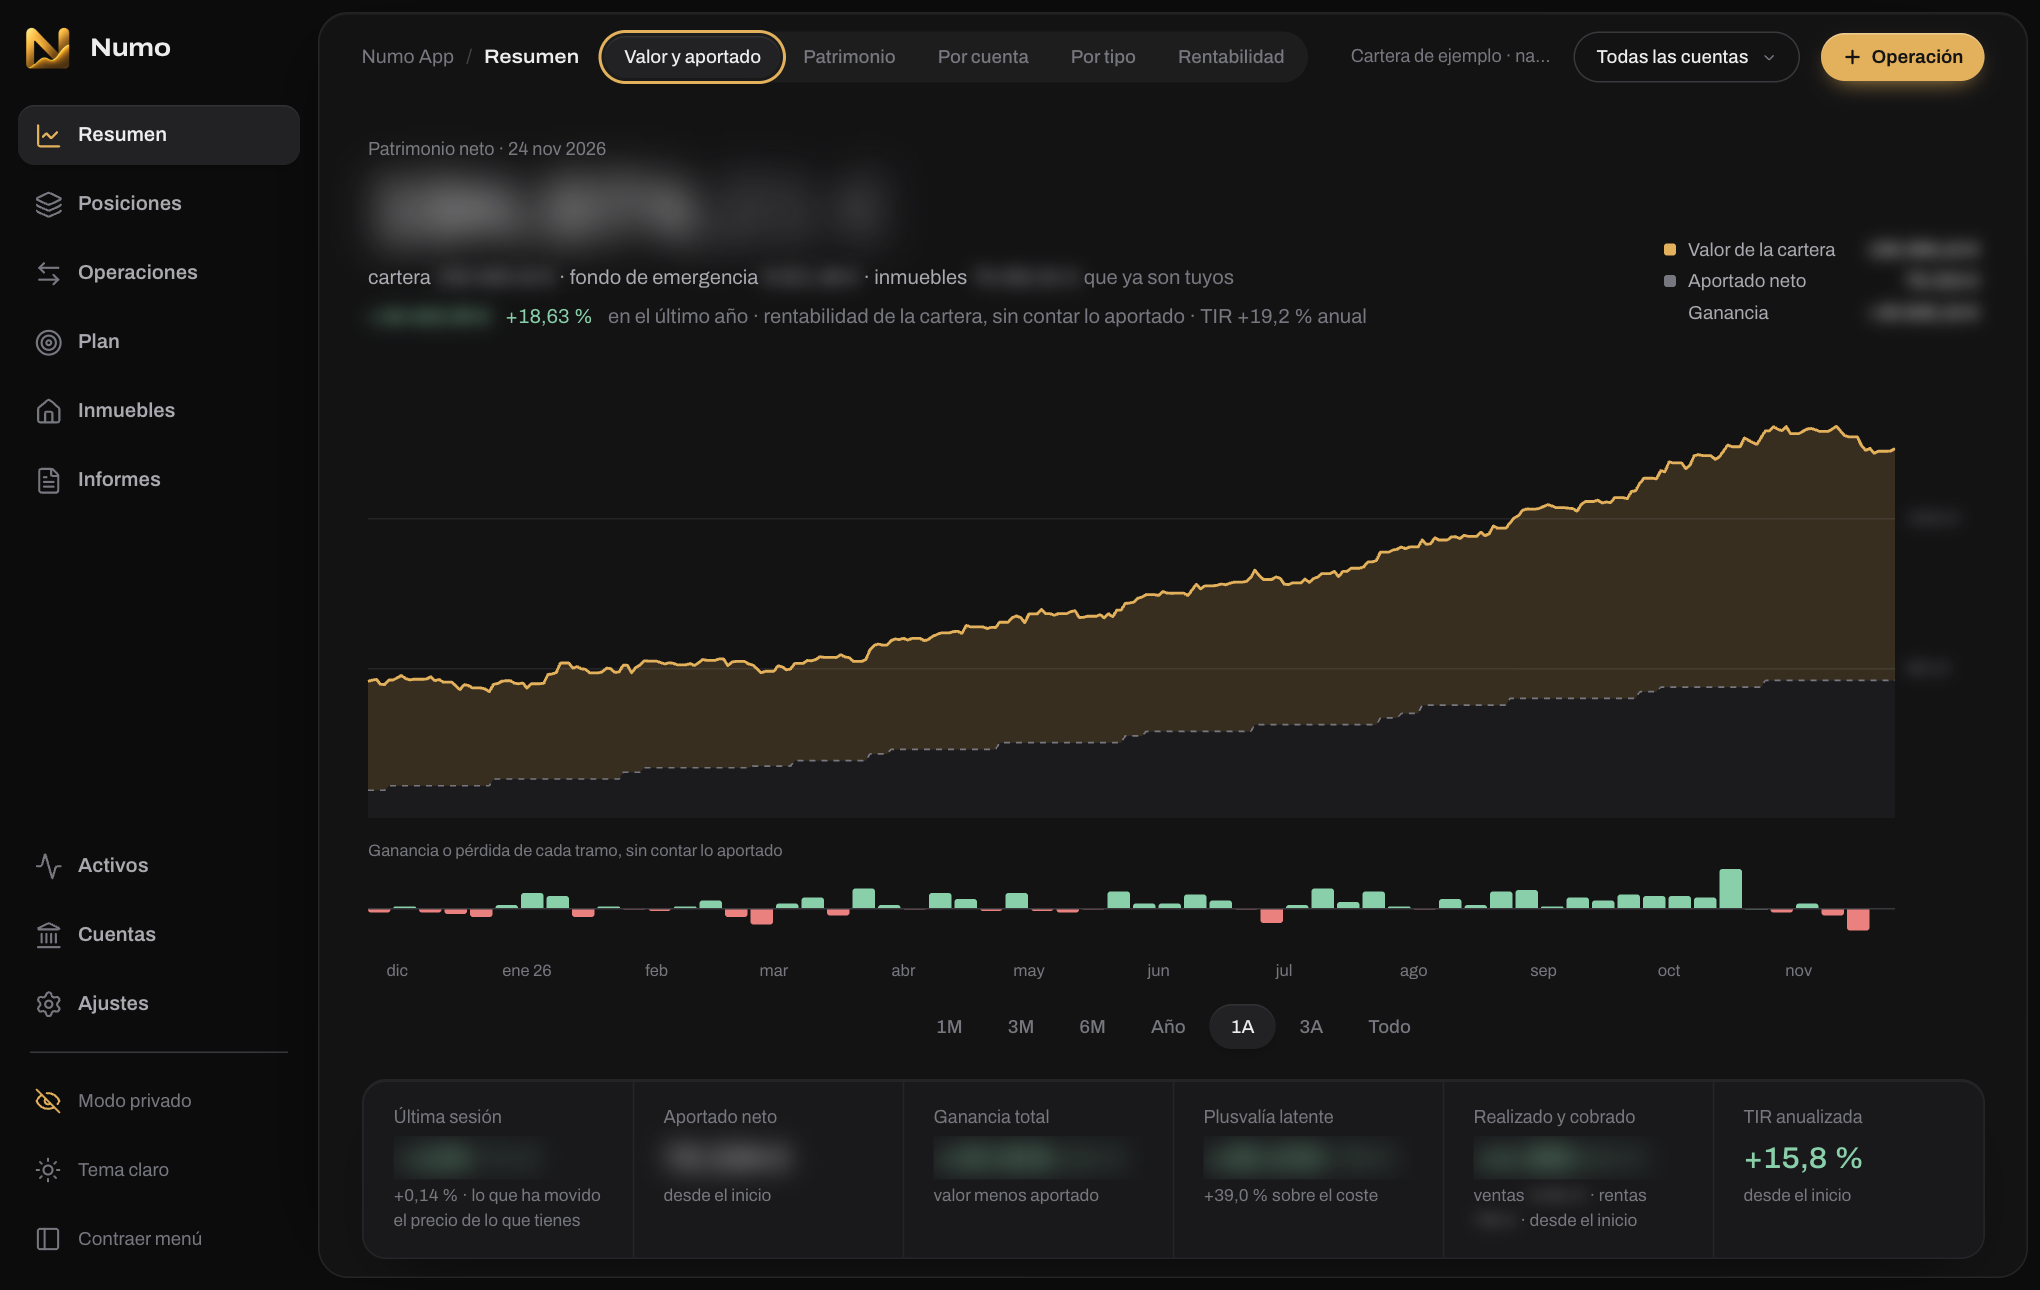 Numo
Resumen
Posiciones
Operaciones
Plan
Inmuebles
Informes
Activos
Cuentas
Ajustes
Modo privado
Tema claro
Contraer menú
Numo App / Resumen
Valor y aportado
Patrimonio
Por cuenta
Por tipo
Rentabilidad
Cartera de ejemplo · na...
Todas las cuentas
+ Operación
Patrimonio neto · 24 nov 2026
cartera · fondo de emergencia · inmuebles que ya son tuyos
+18,63 % en el último año · rentabilidad de la cartera, sin contar lo aportado · TIR +19,2 % anual
Valor de la cartera
Aportado neto
Ganancia
Ganancia o pérdida de cada tramo, sin contar lo aportado
dic ene 26 feb mar abr may jun jul ago sep oct nov
1M 3M 6M Año 1A 3A Todo
Última sesión
+0,14 % · lo que ha movido
el precio de lo que tienes
Aportado neto
desde el inicio
Ganancia total
valor menos aportado
Plusvalía latente
+39,0 % sobre el coste
Realizado y cobrado
ventas · rentas
· desde el inicio
TIR anualizada
+15,8 %
desde el inicio